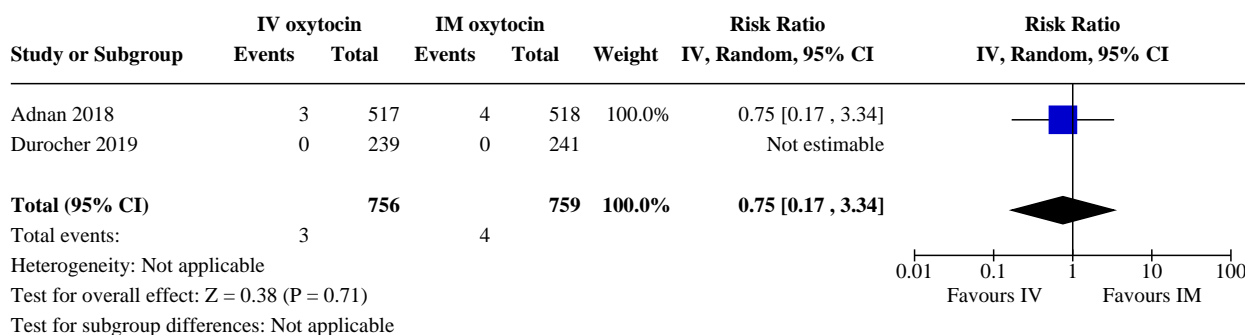 IV oxytocin IM oxytocin Risk Ratio Risk Ratio
Study or Subgroup Events Total Events Total Weight IV, Random, 95% CI IV, Random, 95% CI
Adnan 2018 3 517 4 518 100.0% 0.75 [0.17 , 3.34]
Durocher 2019 0 239 0 241 Not estimable
Total (95% CI) 756 759 100.0% 0.75 [0.17 , 3.34]
Total events: 3 4
Heterogeneity: Not applicable 0.01 0.1 1 10 100
Test for overall effect: Z = 0.38 (P = 0.71) Favours IV Favours IM
Test for subgroup differences: Not applicable